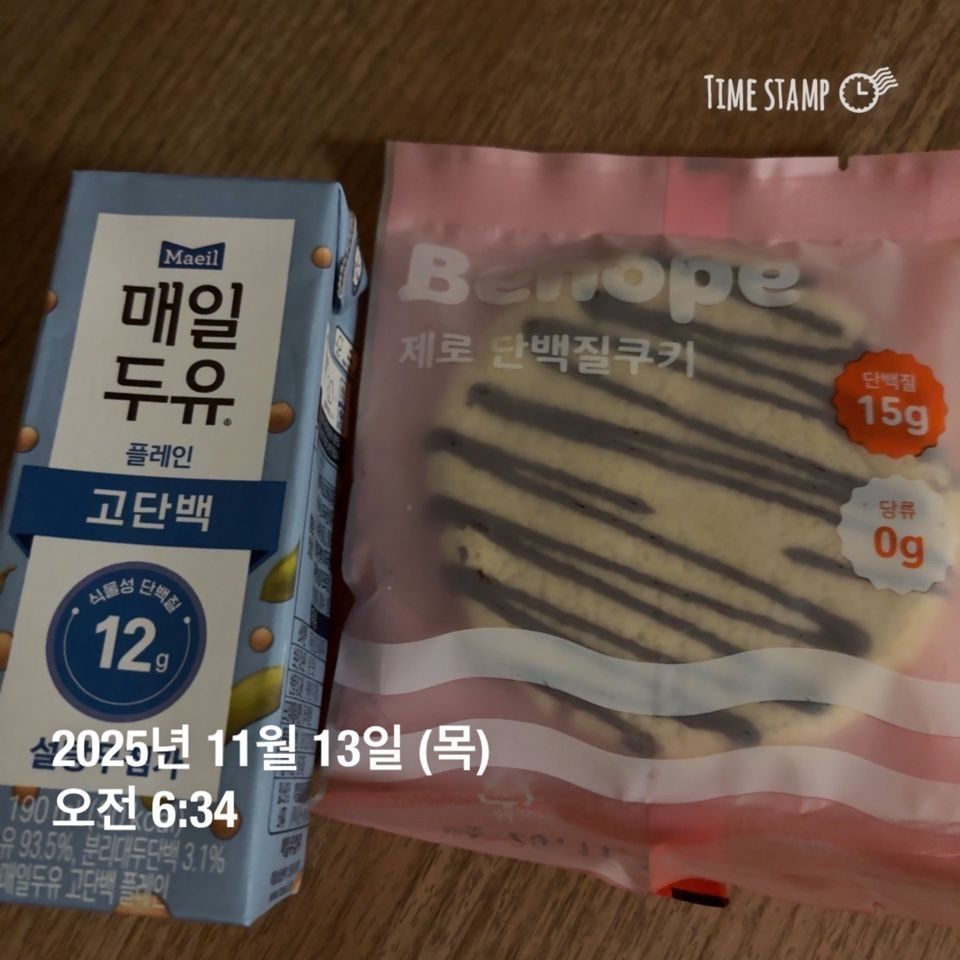 TIME STAMP
Maeil
매일
두유®
플레인
고단백
식물성 단백질
12g
190
유 93.5%, 분리대두단백 3.1%
매일두유 고단백 플레인
Benope
제로 단백질쿠키
단백질
15g
당류
0g
2025년 11월 13일 (목)
오전 6:34